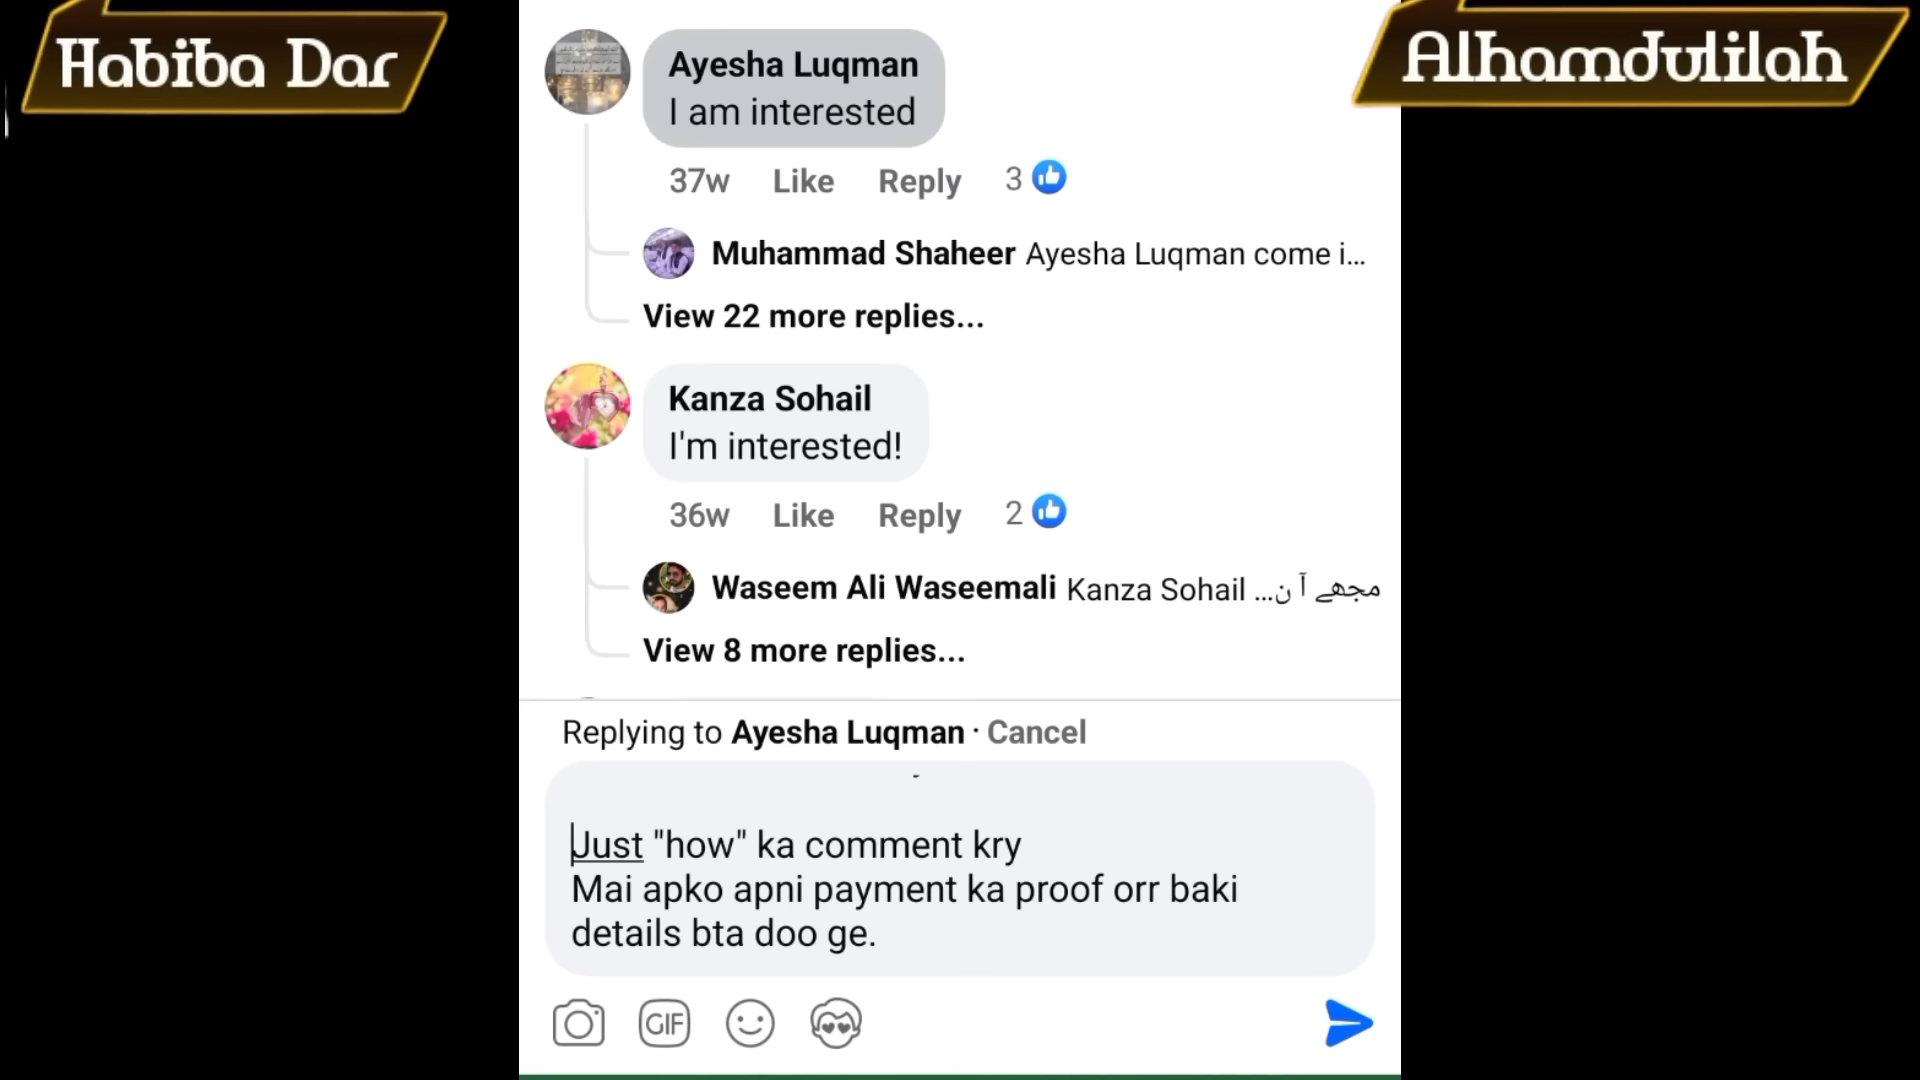 Habiba Dar
Alhamdulilah
Ayesha Luqman
I am interested
37w Like Reply 3
Muhammad Shaheer Ayesha Luqman come i...
View 22 more replies...
Kanza Sohail
I'm interested!
36w Like Reply 2
Waseem Ali Waseemali Kanza Sohail مجھے آ ن...
View 8 more replies...
Replying to Ayesha Luqman · Cancel
Just "how" ka comment kry
Mai apko apni payment ka proof orr baki
details bta doo ge.
GIF